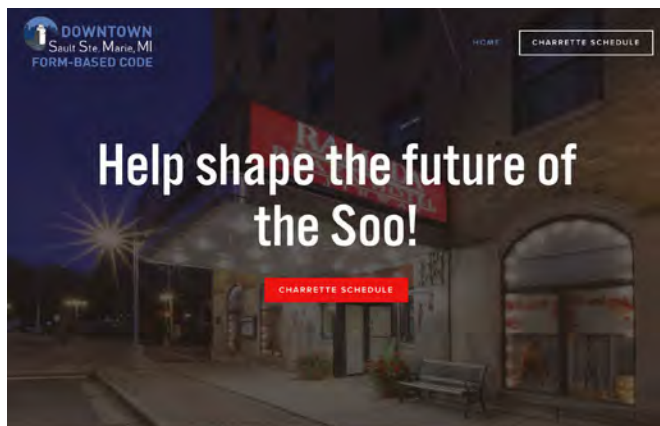 DOWNTOWN
Sault Ste. Marie, MI
FORM-BASED CODE
HOME
CHARRETTE SCHEDULE
Help shape the future of
the Soo!
CHARRETTE SCHEDULE